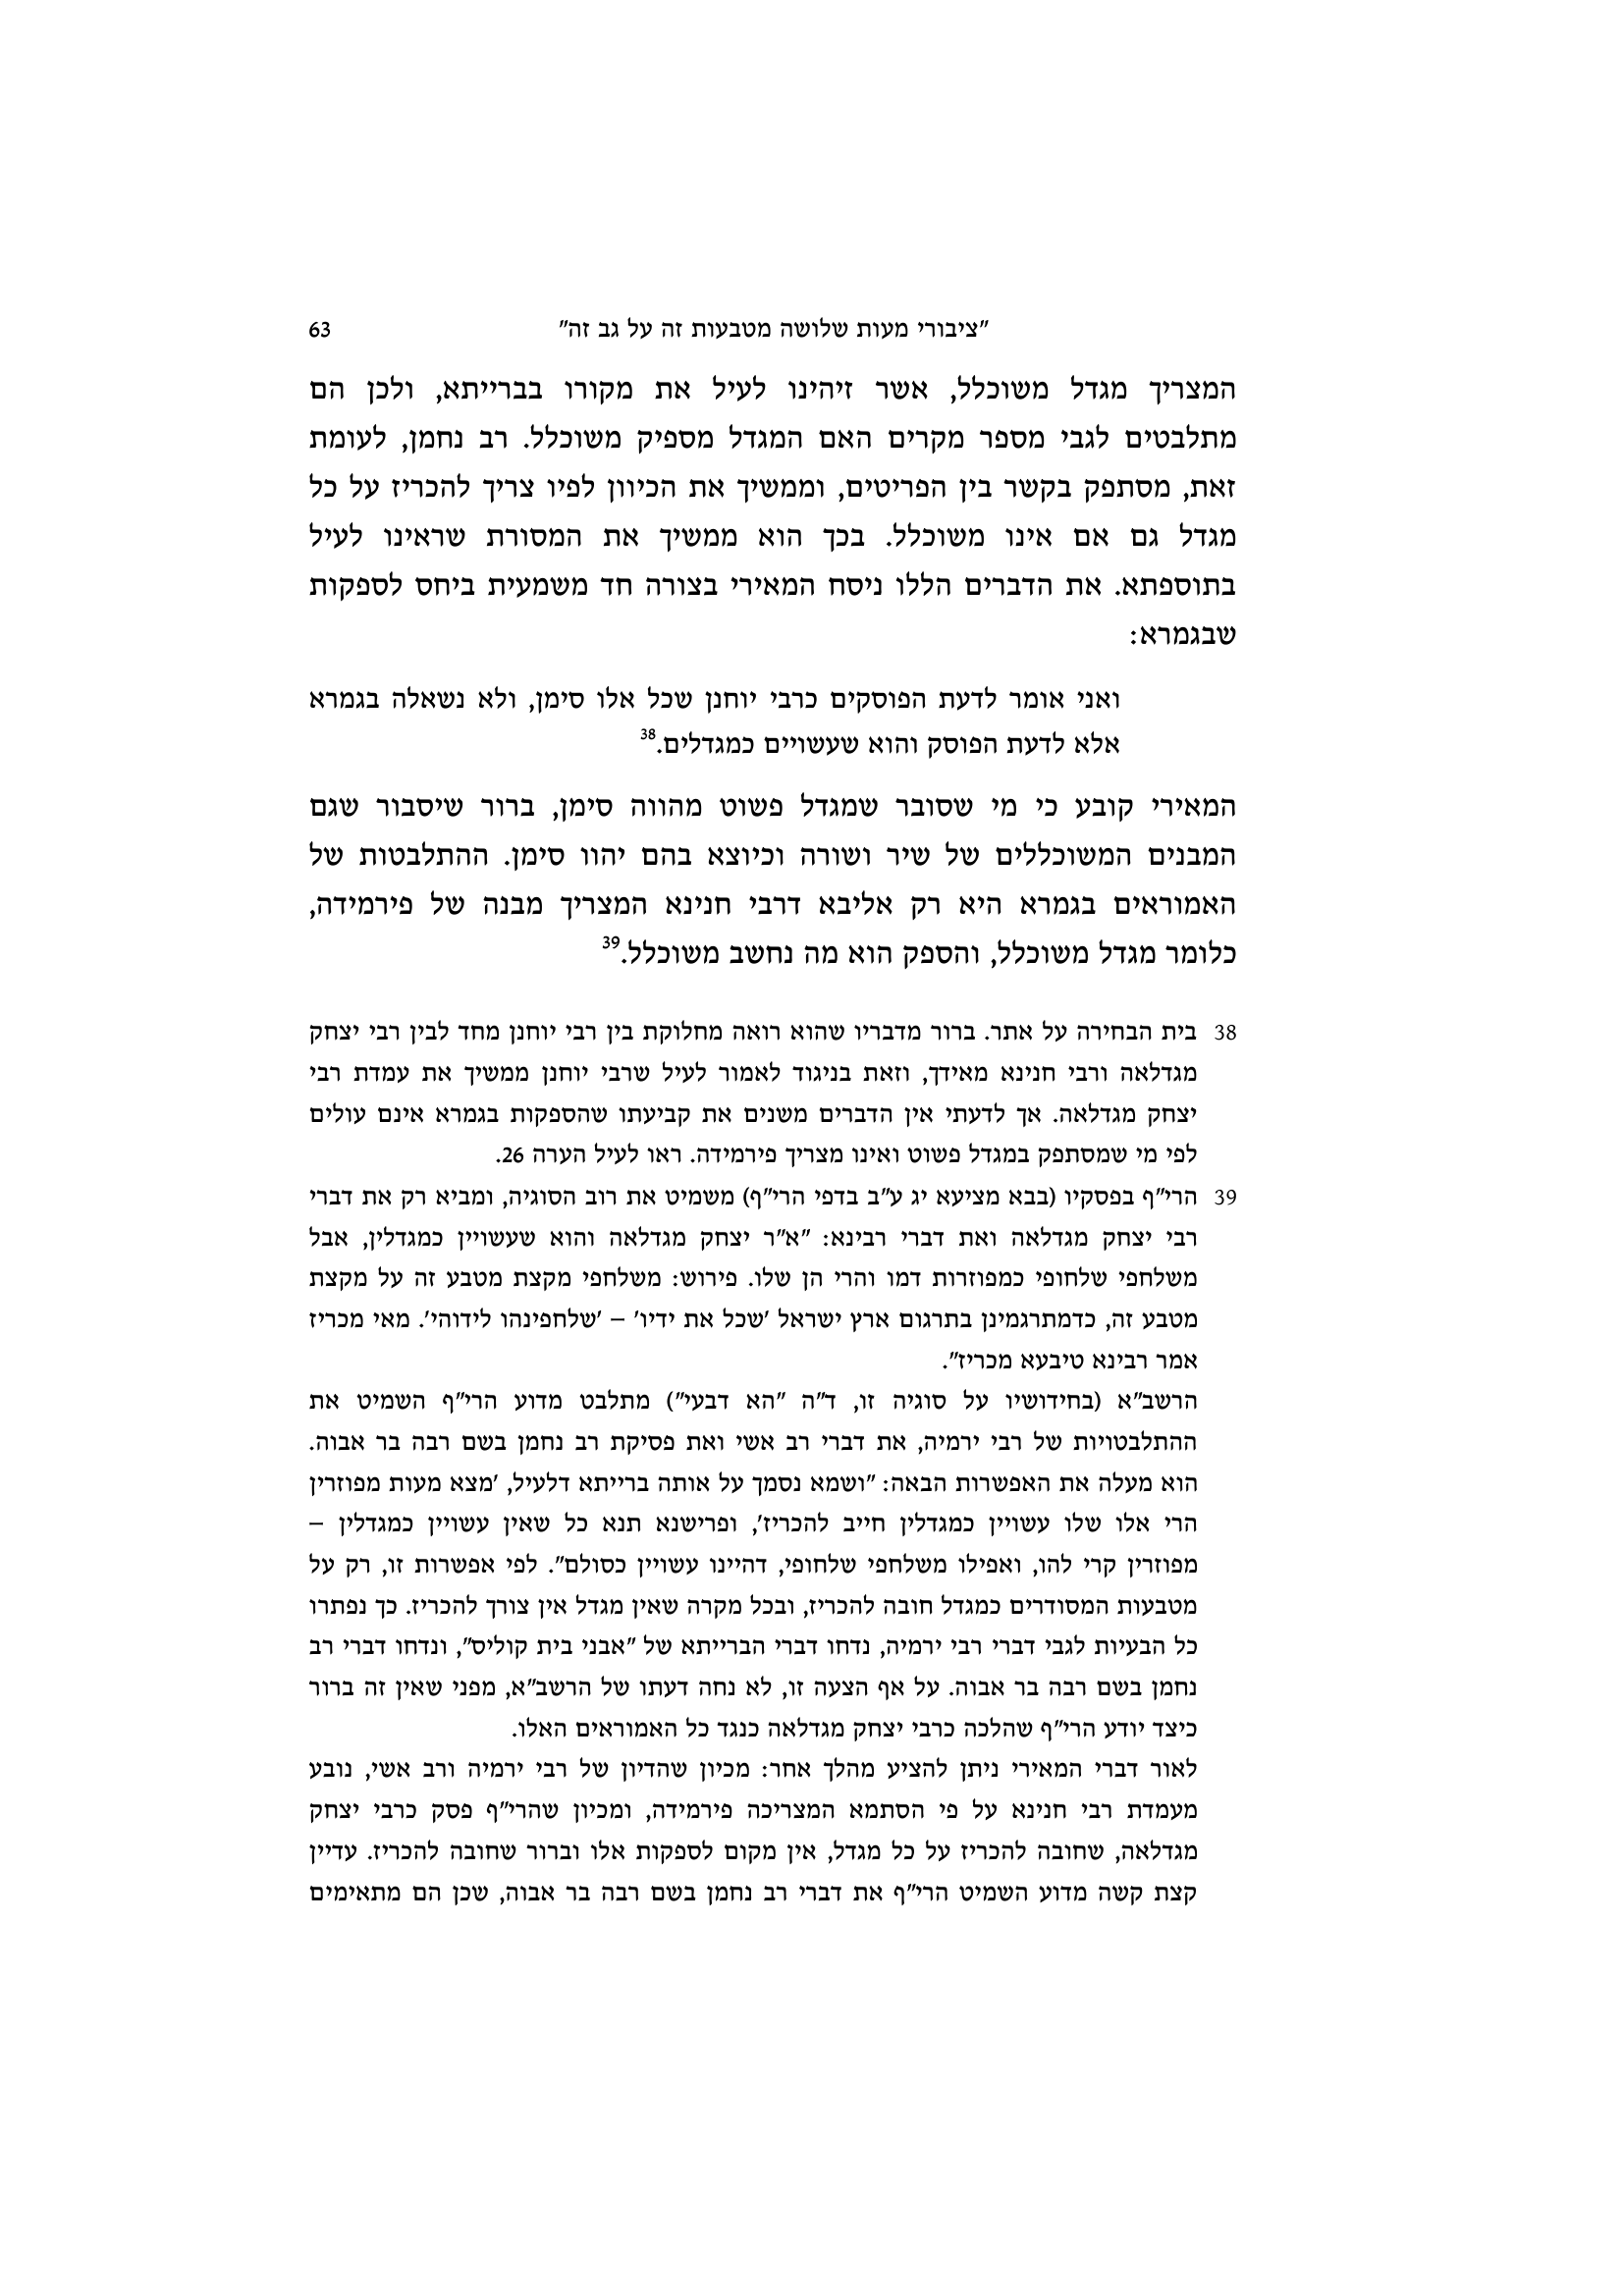 "ציבורי מעות שלושה מטבעות זה על גב זה" 63
המצריך מגדל משוכלל, אשר זיהינו לעיל את מקורו בברייתא, ולכן הם
מתלבטים לגבי מספר מקרים האם המגדל מספיק משוכלל. רב נחמן, לעומת
זאת, מסתפק בקשר בין הפריטים, וממשיך את הכיוון לפיו צריך להכריז על כל
מגדל גם אם אינו משוכלל. בכך הוא ממשיך את המסורת שראינו לעיל
בתוספתא. את הדברים הללו ניסח המאירי בצורה חד משמעית ביחס לספקות
שבגמרא:
ואני אומר לדעת הפוסקים כרבי יוחנן שכל אלו סימן, ולא נשאלה בגמרא
אלא לדעת הפוסק והוא שעשויים כמגדלים.38
המאירי קובע כי מי שסובר שמגדל פשוט מהווה סימן, ברור שיסבור שגם
המבנים המשוכללים של שיר ושורה וכיוצא בהם יהוו סימן. ההתלבטות של
האמוראים בגמרא היא רק אליבא דרבי חנינא המצריך מבנה של פירמידה,
כלומר מגדל משוכלל, והספק הוא מה נחשב משוכלל.39
38 בית הבחירה על אתר. ברור מדבריו שהוא רואה מחלוקת בין רבי יוחנן מחד לבין רבי יצחק
מגדלאה ורבי חנינא מאידך, וזאת בניגוד לאמור לעיל שרבי יוחנן ממשיך את עמדת רבי
יצחק מגדלאה. אך לדעתי אין הדברים משנים את קביעתו שהספקות בגמרא אינם עולים
לפי מי שמסתפק במגדל פשוט ואינו מצריך פירמידה. ראו לעיל הערה 26.
39 הרי"ף בפסקיו (בבא מציעא יג ע"ב בדפי הרי"ף) משמיט את רוב הסוגיה, ומביא רק את דברי
רבי יצחק מגדלאה ואת דברי רבינא: "א"ר יצחק מגדלאה והוא שעשויין כמגדלין, אבל
משלחפי שלחופי כמפוזרות דמו והרי הן שלו. פירוש: משלחפי מקצת מטבע זה על מקצת
מטבע זה, כדמתרגמינן בתרגום ארץ ישראל 'שכל את ידיו' – 'שלחפינהו לידוהי'. מאי מכריז
אמר רבינא טיבעא מכריז".
הרשב"א (בחידושיו על סוגיה זו, ד"ה "הא דבעי") מתלבט מדוע הרי"ף השמיט את
ההתלבטויות של רבי ירמיה, את דברי רב אשי ואת פסיקת רב נחמן בשם רבה בר אבוה.
הוא מעלה את האפשרות הבאה: "ושמא נסמך על אותה ברייתא דלעיל, 'מצא מעות מפוזרין
הרי אלו שלו עשויין כמגדלין חייב להכריז', ופרישנא תנא כל שאין עשויין כמגדלין –
מפוזרין קרי להו, ואפילו משלחפי שלחופי, דהיינו עשויין כסולם". לפי אפשרות זו, רק על
מטבעות המסודרים כמגדל חובה להכריז, ובכל מקרה שאין מגדל אין צורך להכריז. כך נפתרו
כל הבעיות לגבי דברי רבי ירמיה, נדחו דברי הברייתא של "אבני בית קוליס", ונדחו דברי רב
נחמן בשם רבה בר אבוה. על אף הצעה זו, לא נחה דעתו של הרשב"א, מפני שאין זה ברור
כיצד יודע הרי"ף שהלכה כרבי יצחק מגדלאה כנגד כל האמוראים האלו.
לאור דברי המאירי ניתן להציע מהלך אחר: מכיון שהדיון של רבי ירמיה ורב אשי, נובע
מעמדת רבי חנינא על פי הסתמא המצריכה פירמידה, ומכיון שהרי"ף פסק כרבי יצחק
מגדלאה, שחובה להכריז על כל מגדל, אין מקום לספקות אלו וברור שחובה להכריז. עדיין
קצת קשה מדוע השמיט הרי"ף את דברי רב נחמן בשם רבה בר אבוה, שכן הם מתאימים